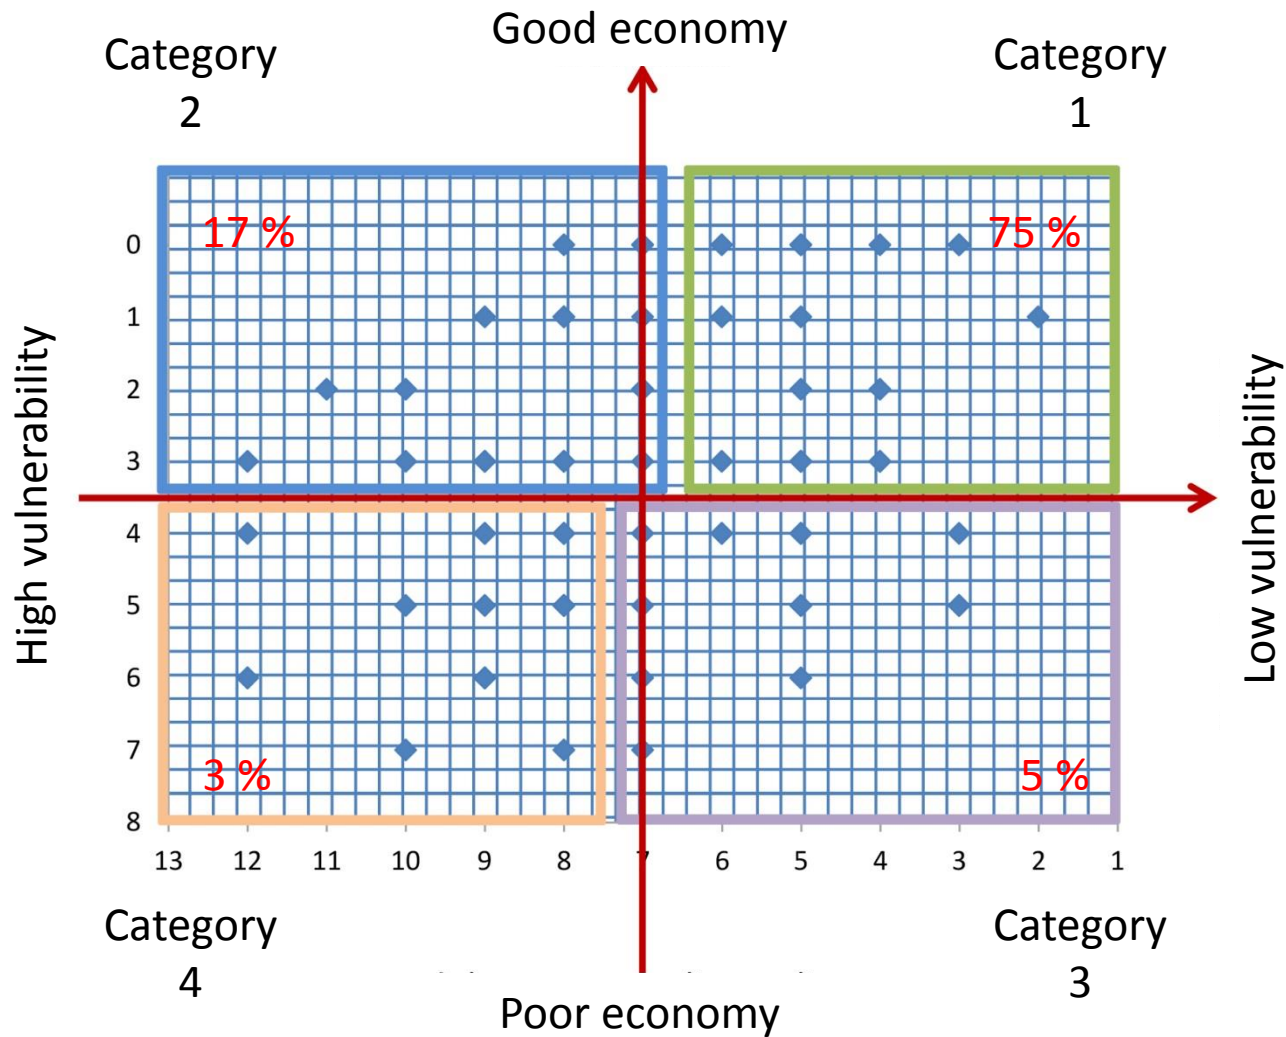 Good economy
Category
2
Category
1
17 %
75 %
0
1
2
3
4
5
6
7
8
High vulnerability
Low vulnerability
3 %
5 %
13 12 11 10 9 8 7 6 5 4 3 2 1
Category
4
Category
3
Poor economy